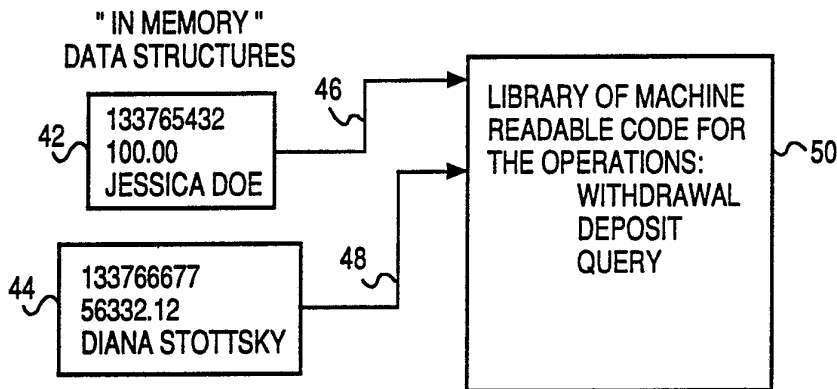 " IN MEMORY "
DATA STRUCTURES
42
133765432
100.00
JESSICA DOE
46
44
133766677
56332.12
DIANA STOTTSKY
48
LIBRARY OF MACHINE
READABLE CODE FOR
THE OPERATIONS:
WITHDRAWAL
DEPOSIT
QUERY
50